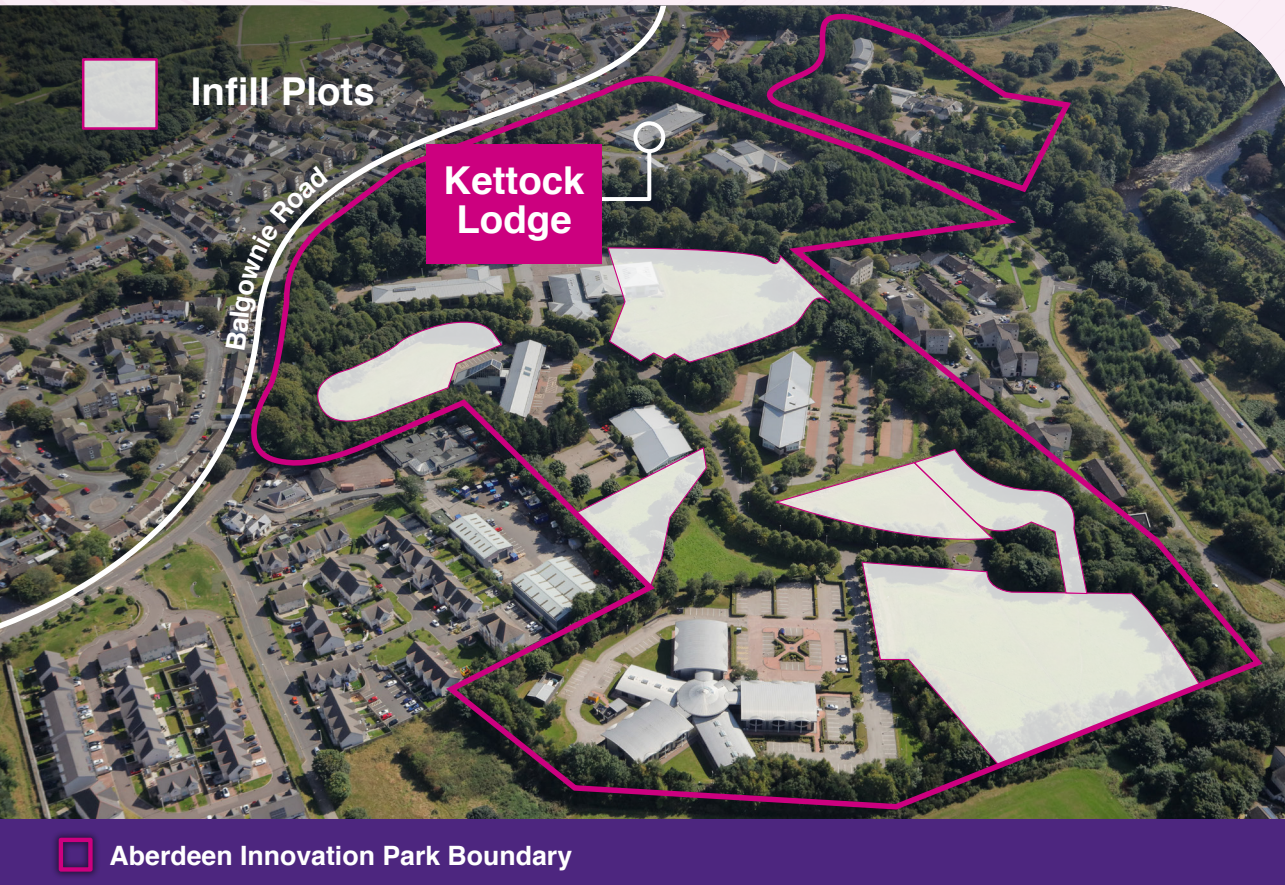 Infill Plots
Balgownie Road
Kettock
Lodge
Aberdeen Innovation Park Boundary